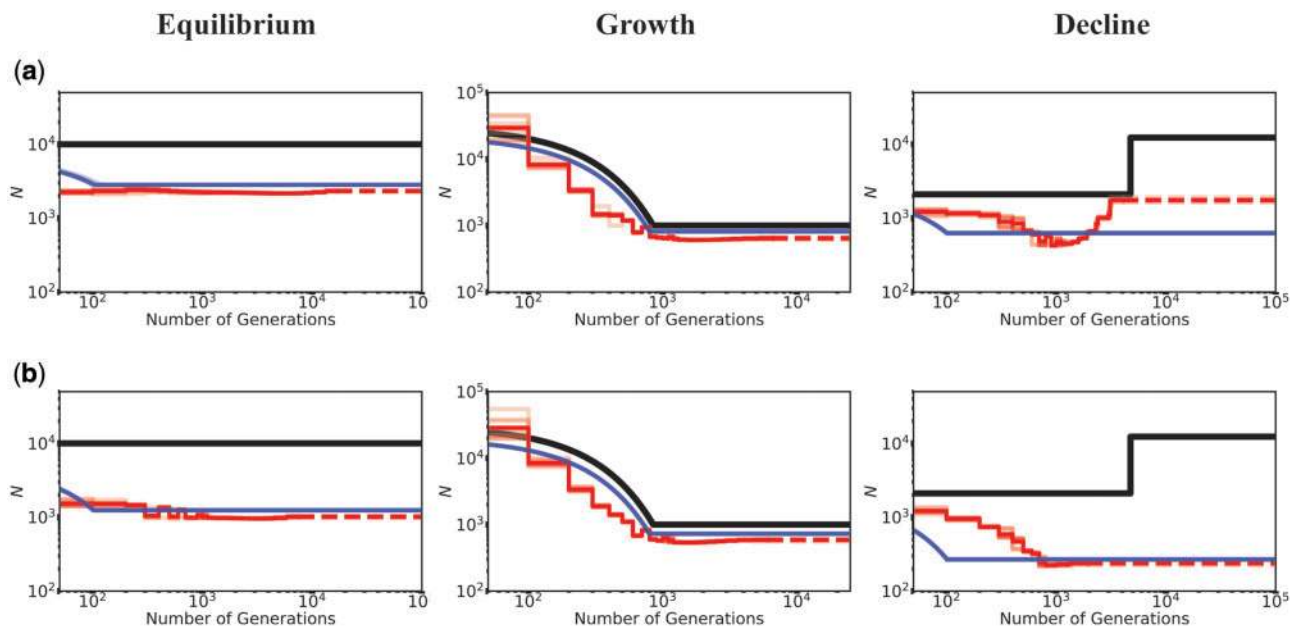 Equilibrium Growth Decline
(a)
10⁵
10⁴ 10⁴ 10⁴
N N N
10³ 10³ 10³
10² 10² 10²
10² 10³ 10⁴ 10 10² 10³ 10⁴ 10² 10³ 10⁴ 10⁵
Number of Generations Number of Generations Number of Generations
(b)
10⁵
10⁴ 10⁴ 10⁴
N N N
10³ 10³ 10³
10² 10² 10²
10² 10³ 10⁴ 10 10² 10³ 10⁴ 10² 10³ 10⁴ 10⁵
Number of Generations Number of Generations Number of Generations